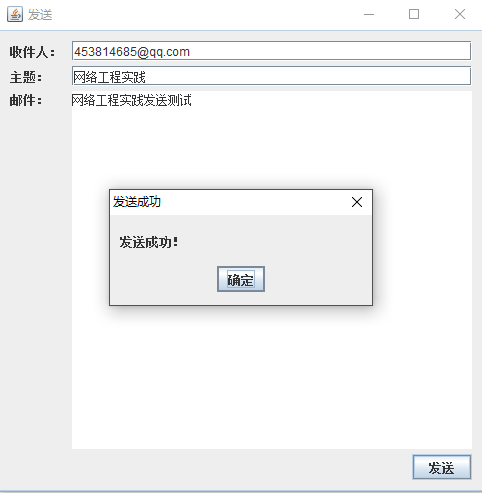 发送
收件人：
453814685@qq.com
主题：
网络工程实践
邮件：
网络工程实践发送测试
发送成功
发送成功！
确定
发送